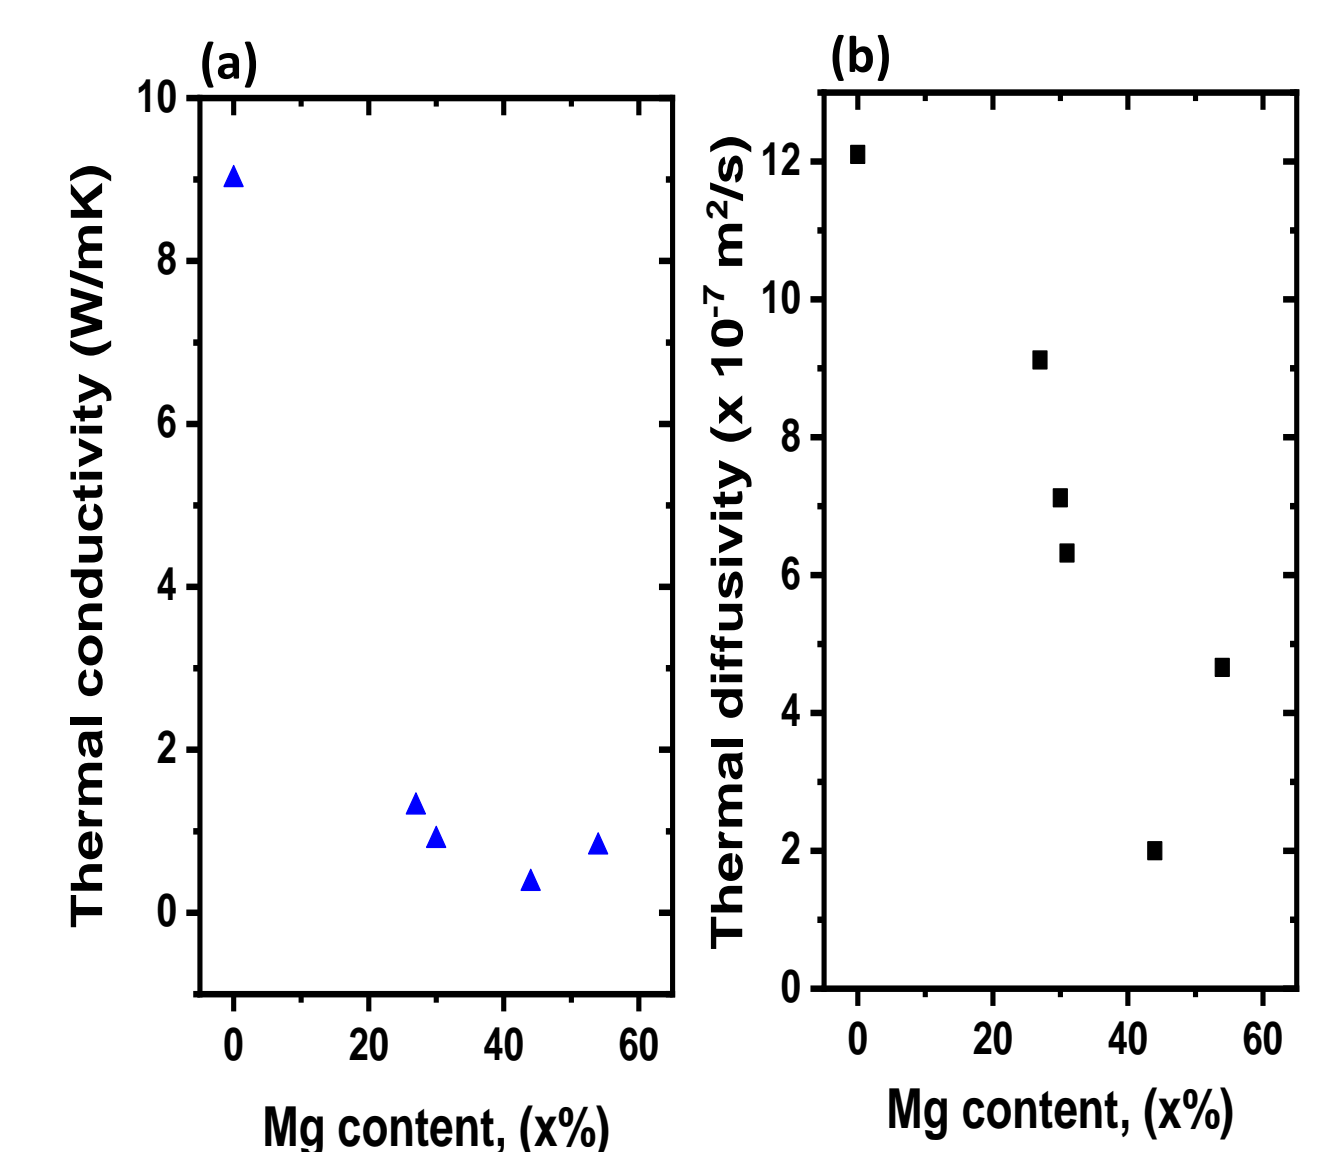 (a)
10
8
6
4
2
0
Thermal conductivity (W/mK)
0 20 40 60
Mg content, (x%)
(b)
12
10
8
6
4
2
0
Thermal diffusivity (x 10⁻⁷ m²/s)
0 20 40 60
Mg content, (x%)